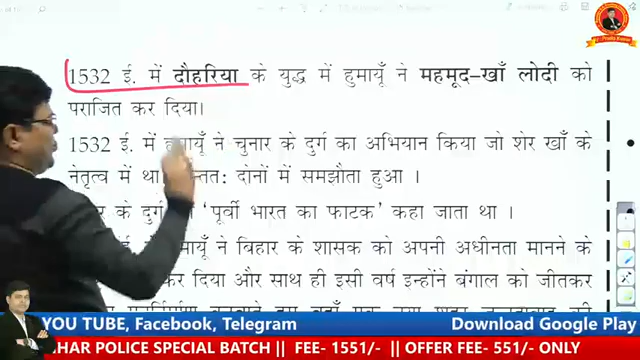 1532 ई. में दौहरिया के युद्ध में हुमायूँ ने महमूद-खाँ लोदी को
पराजित कर दिया।
1532 ई. में हुमायूँ ने चुनार के दुर्ग का अभियान किया जो शेर खाँ के
नेतृत्व में था तत: दोनों में समझौता हुआ ।
र के दुर्ग 'पूर्वी भारत का फाटक' कहा जाता था ।
ई. में मायूँ ने बिहार के शासक को अपनी अधीनता मानने के
कर दिया और साथ ही इसी वर्ष इन्होंने बंगाल को जीतकर
YOU TUBE, Facebook, Telegram Download Google Play
HAR POLICE SPECIAL BATCH || FEE- 1551/- || OFFER FEE- 551/- ONLY